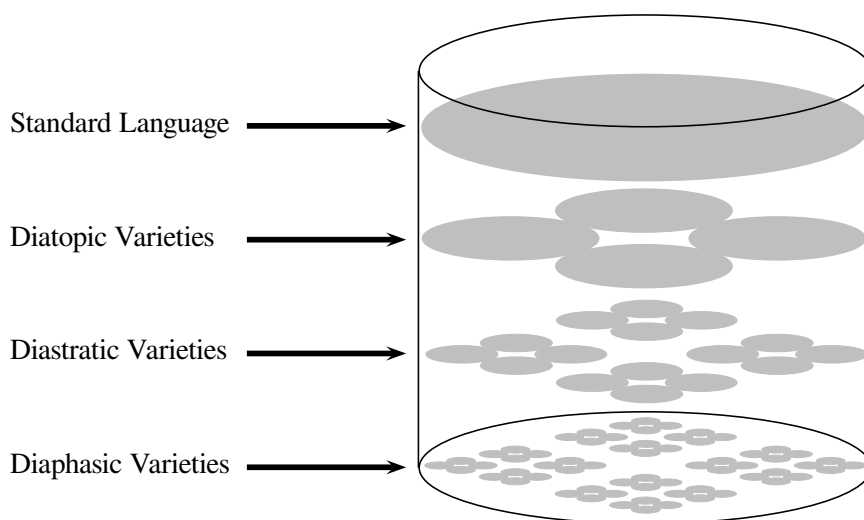 Standard Language
Diatopic Varieties
Diastratic Varieties
Diaphasic Varieties